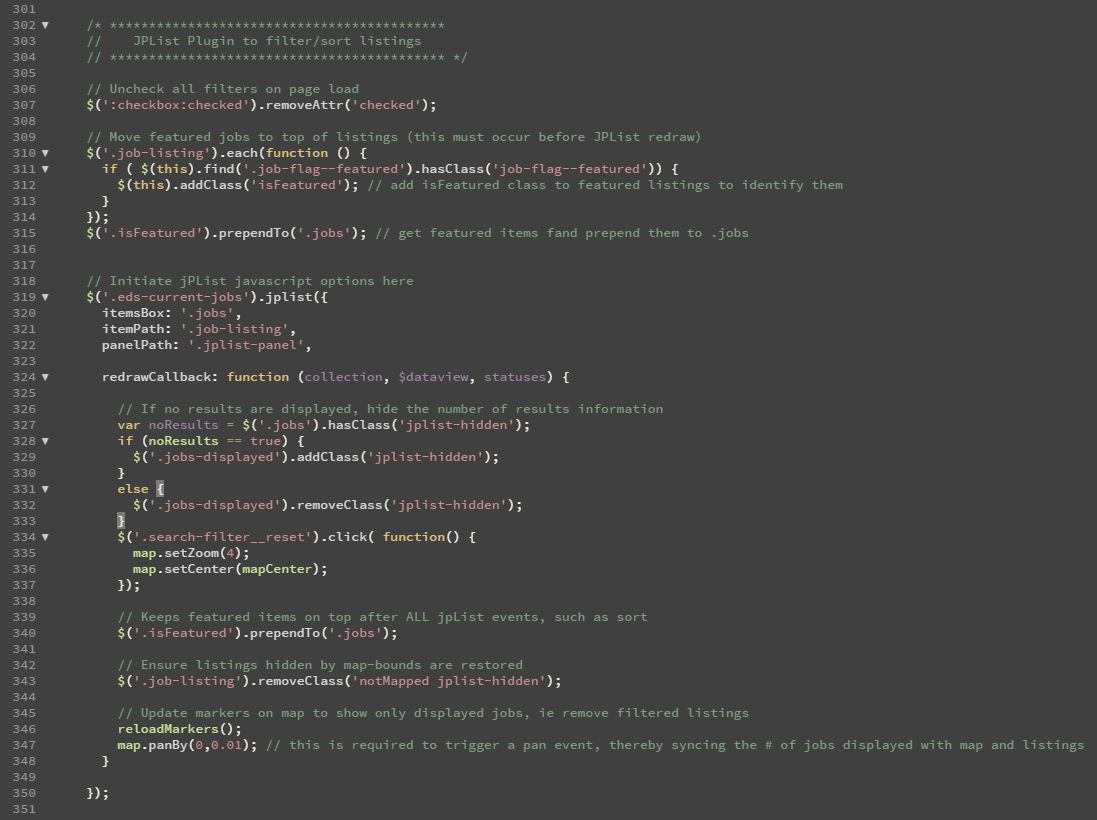 301
302 ▼ /* *******************************************
303 //    JPList Plugin to filter/sort listings
304 // ******************************************* */
305
306 // Uncheck all filters on page load
307 $(':checkbox:checked').removeAttr('checked');
308
309 // Move featured jobs to top of listings (this must occur before JPList redraw)
310 ▼ $('.job-listing').each(function () {
311 ▼   if ( $(this).find('.job-flag--featured').hasClass('job-flag--featured')) {
312     $(this).addClass('isFeatured'); // add isFeatured class to featured listings to identify them
313   }
314 });
315 $('.isFeatured').prependTo('.jobs'); // get featured items fand prepend them to .jobs
316
317
318 // Initiate jPList javascript options here
319 ▼ $('.eds-current-jobs').jplist({
320   itemsBox: '.jobs',
321   itemPath: '.job-listing',
322   panelPath: '.jplist-panel',
323
324 ▼   redrawCallback: function (collection, $dataview, statuses) {
325
326     // If no results are displayed, hide the number of results information
327     var noResults = $('.jobs').hasClass('jplist-hidden');
328 ▼     if (noResults == true) {
329       $('.jobs-displayed').addClass('jplist-hidden');
330     }
331 ▼     else {
332       $('.jobs-displayed').removeClass('jplist-hidden');
333     }
334 ▼     $('.search-filter__reset').click( function() {
335       map.setZoom(4);
336       map.setCenter(mapCenter);
337     });
338
339     // Keeps featured items on top after ALL jpList events, such as sort
340     $('.isFeatured').prependTo('.jobs');
341
342     // Ensure listings hidden by map-bounds are restored
343     $('.job-listing').removeClass('notMapped jplist-hidden');
344
345     // Update markers on map to show only displayed jobs, ie remove filtered listings
346     reloadMarkers();
347     map.panBy(0,0.01); // this is required to trigger a pan event, thereby syncing the # of jobs displayed with map and listings
348   }
349
350 });
351